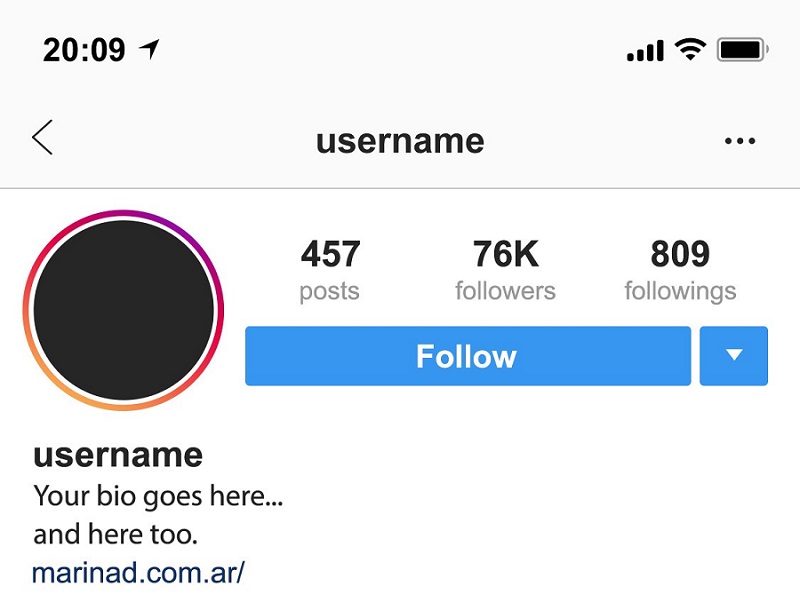 20:09
username
457 76K 809
posts followers followings
Follow
username
Your bio goes here...
and here too.
marinad.com.ar/